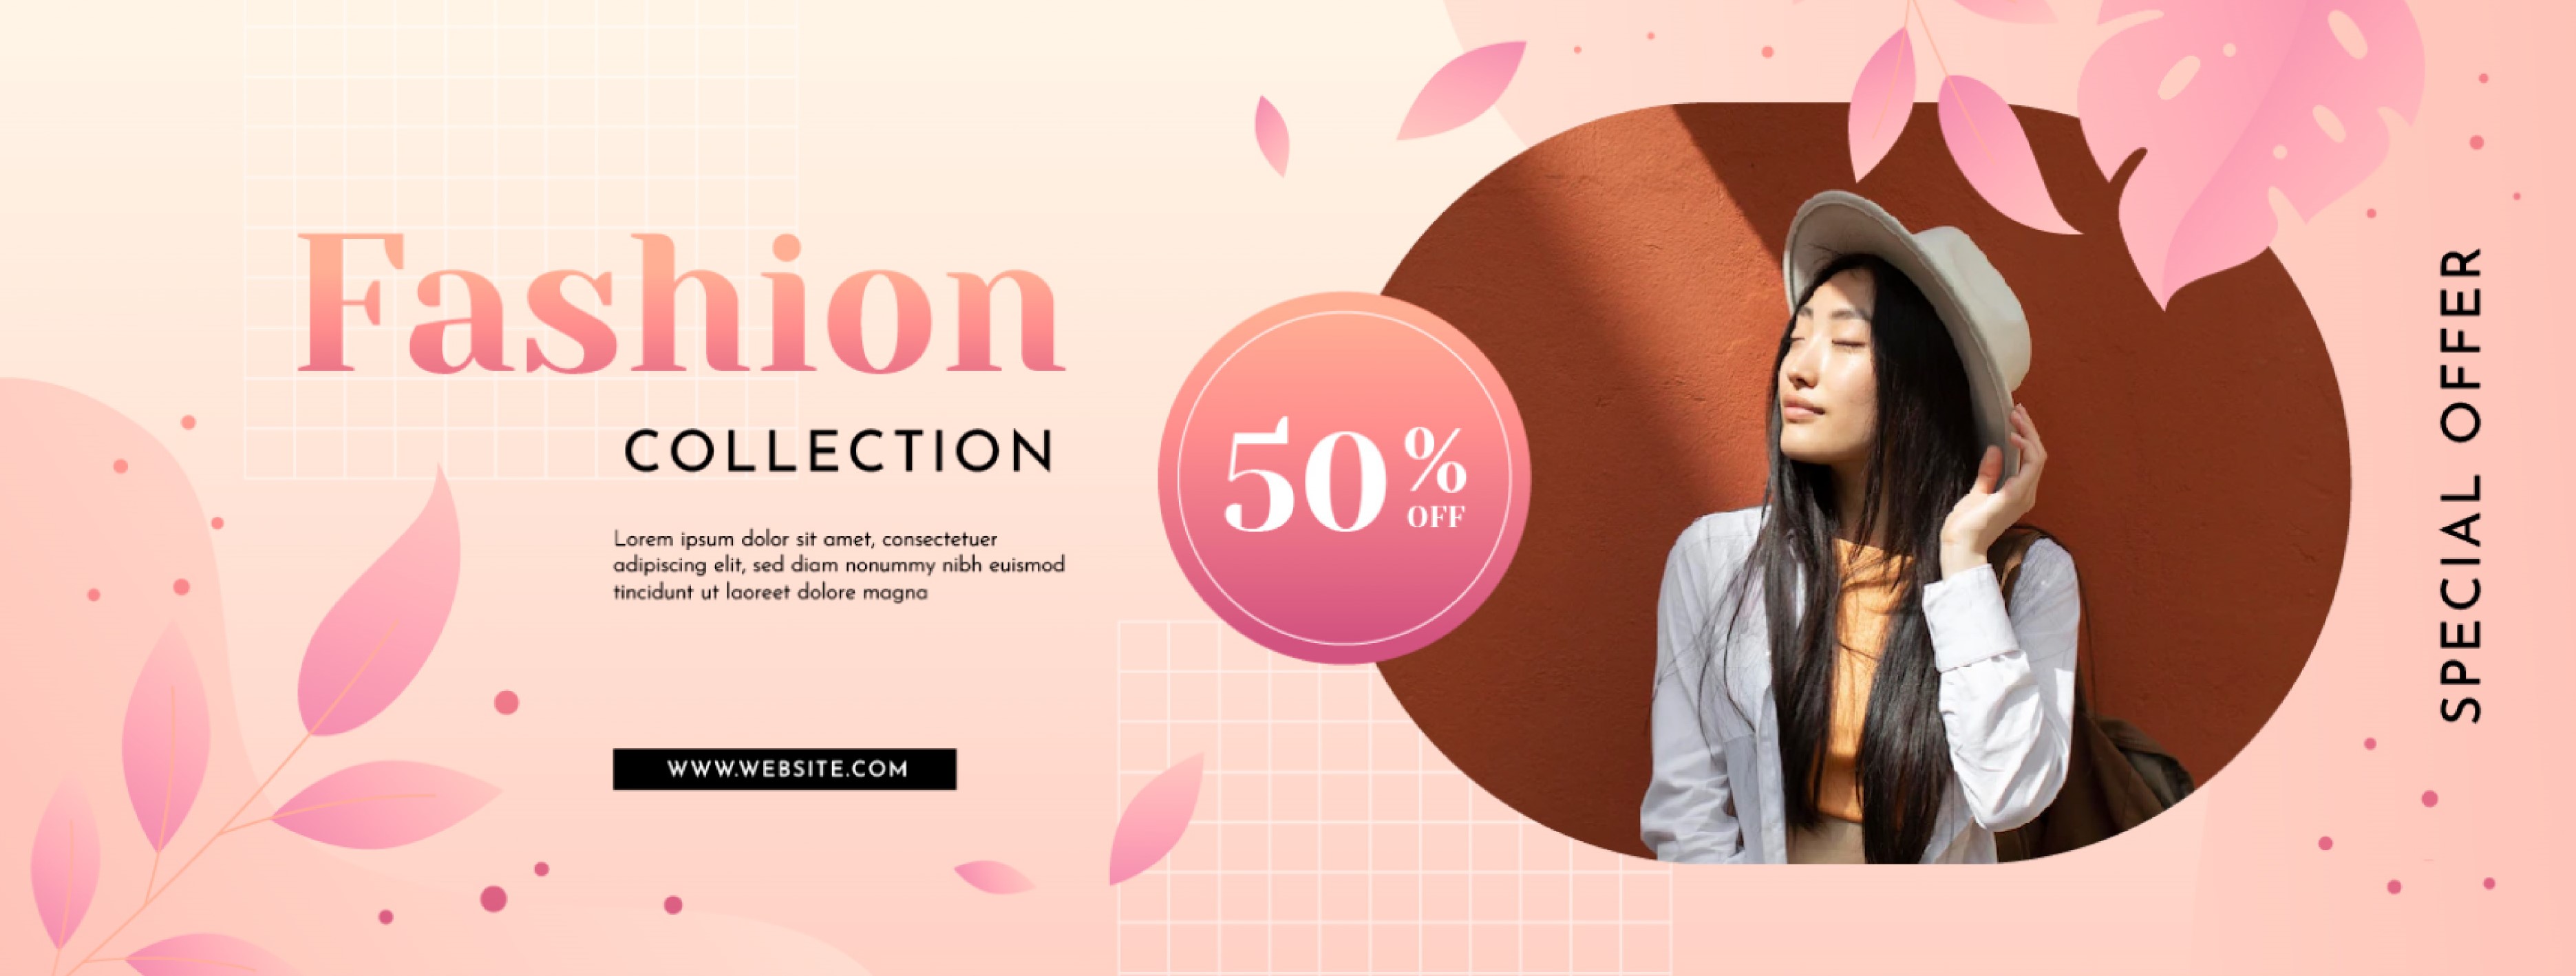 Fashion
COLLECTION
Lorem ipsum dolor sit amet, consectetuer
adipiscing elit, sed diam nonummy nibh euismod
tincidunt ut laoreet dolore magna
WWW.WEBSITE.COM
50%
OFF
SPECIAL OFFER